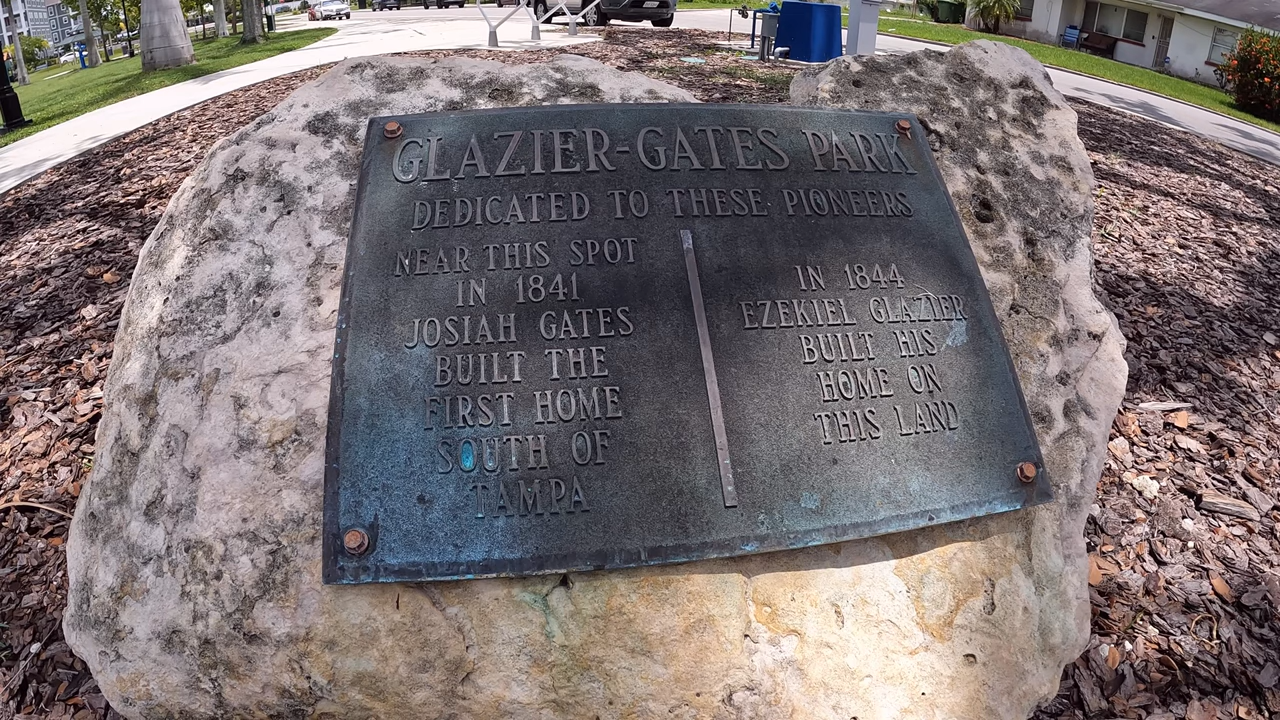 GLAZIER-GATES PARK
DEDICATED TO THESE PIONEERS
NEAR THIS SPOT
IN 1841
JOSIAH GATES
BUILT THE
FIRST HOME
SOUTH OF
TAMPA
IN 1844
EZEKIEL GLAZIER
BUILT HIS
HOME ON
THIS LAND